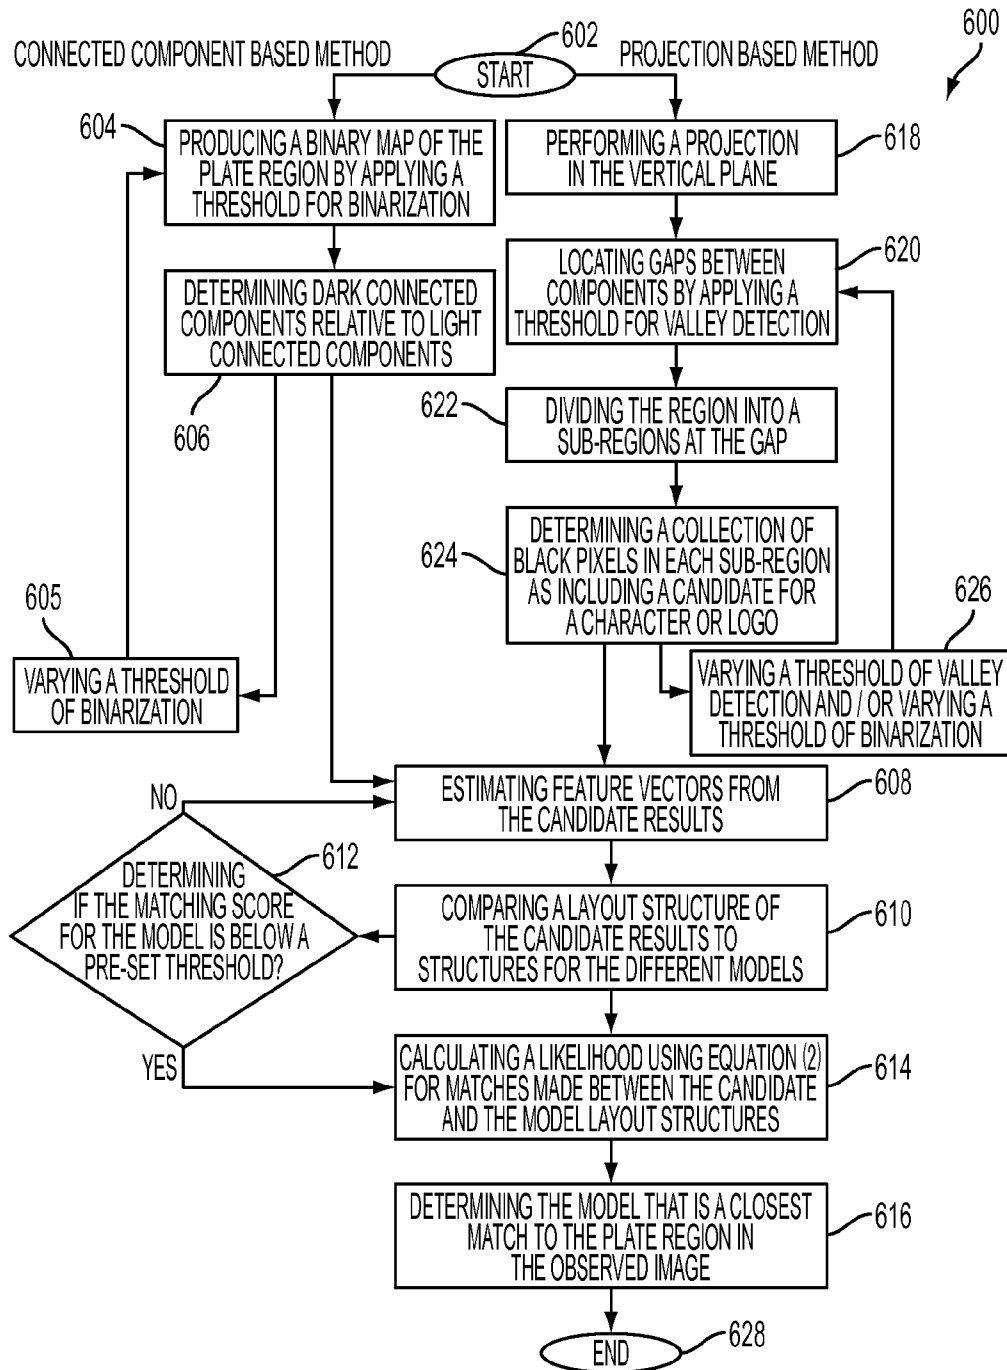 600
602
CONNECTED COMPONENT BASED METHOD
START
PROJECTION BASED METHOD
604
PRODUCING A BINARY MAP OF THE
PLATE REGION BY APPLYING A
THRESHOLD FOR BINARIZATION
PERFORMING A PROJECTION
IN THE VERTICAL PLANE
618
DETERMINING DARK CONNECTED
COMPONENTS RELATIVE TO LIGHT
CONNECTED COMPONENTS
606
LOCATING GAPS BETWEEN
COMPONENTS BY APPLYING A
THRESHOLD FOR VALLEY DETECTION
620
622
DIVIDING THE REGION INTO A
SUB-REGIONS AT THE GAP
624
DETERMINING A COLLECTION OF
BLACK PIXELS IN EACH SUB-REGION
AS INCLUDING A CANDIDATE FOR
A CHARACTER OR LOGO
605
VARYING A THRESHOLD
OF BINARIZATION
626
VARYING A THRESHOLD OF VALLEY
DETECTION AND / OR VARYING A
THRESHOLD OF BINARIZATION
ESTIMATING FEATURE VECTORS FROM
THE CANDIDATE RESULTS
608
NO
612
DETERMINING
IF THE MATCHING SCORE
FOR THE MODEL IS BELOW A
PRE-SET THRESHOLD?
COMPARING A LAYOUT STRUCTURE OF
THE CANDIDATE RESULTS TO
STRUCTURES FOR THE DIFFERENT MODELS
610
YES
CALCULATING A LIKELIHOOD USING EQUATION (2)
FOR MATCHES MADE BETWEEN THE CANDIDATE
AND THE MODEL LAYOUT STRUCTURES
614
DETERMINING THE MODEL THAT IS A CLOSEST
MATCH TO THE PLATE REGION IN
THE OBSERVED IMAGE
616
END
628